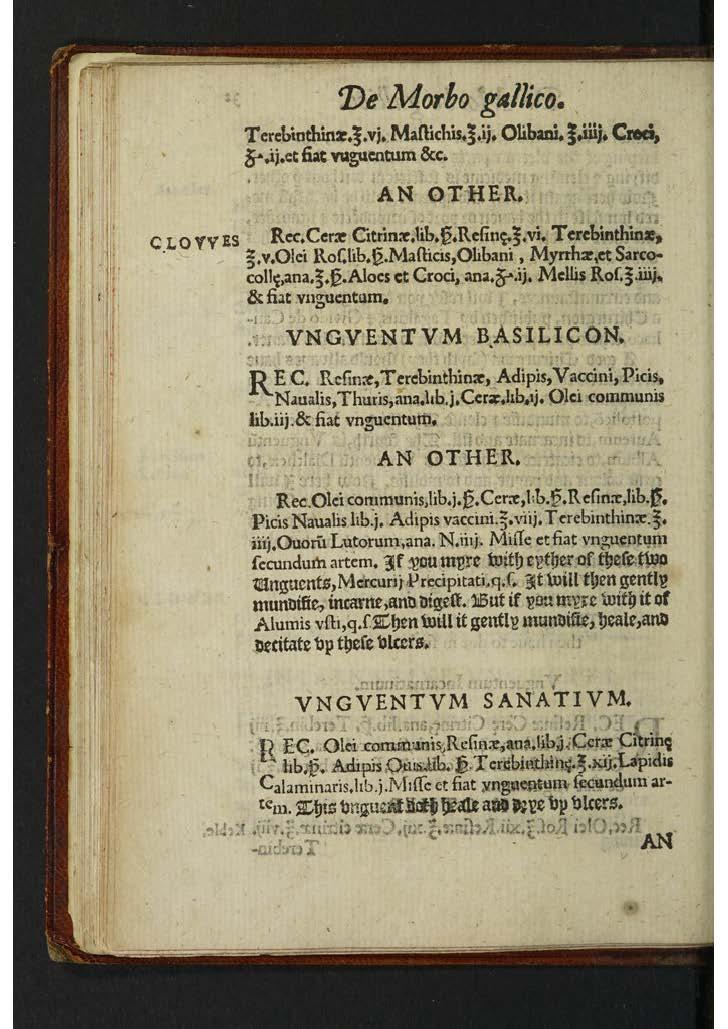 De Morbo gallico.
Terebinthinæ.℥.vj. Mastichis.℥.ij. Olibani. ℥.iiij. Croci,
ʒ.ij.et fiat vnguentum &c.
AN OTHER.
CLOVVES
Rec.Ceræ Citrinæ.lib.ß.Resinę.℥.vi. Terebinthinæ,
℥.v.Olei Ros.lib.ß.Masticis,Olibani , Myrrhæ,et Sarco-
collę,ana.℥.ß.Aloes et Croci, ana.ʒ.ij. Mellis Ros.℥.iiij.
& fiat vnguentum.
VNGVENTVM BASILICON.
REC. Resinæ,Terebinthinæ, Adipis,Vaccini,Picis,
Naualis,Thuris,ana.lib.j.Ceræ.lib.ij. Olei communis
lib.iij.& fiat vnguentum.
AN OTHER.
Rec.Olei communis,lib.j.ß.Ceræ,lib.ß.Resinæ,lib.ß.
Picis Naualis lib.j. Adipis vaccini.℥.viij.Terebinthinæ.℥.
iiij.Ouorū Lutorum,ana. N.iiij. Misse et fiat vnguentum
secundum artem. If you myxe with eyther of these two
Unguents,Mercurij Precipitati.q.s. It will then gently
mundifie, incarne,and digest. But if you myxe with it of
Alumis vsti,q.s.Then will it gently mundifie, heale,and
decitate vp these vlcers.
VNGVENTVM SANATIVM.
REC. Olei communis,Resinæ,ana.lib.j.Ceræ Citrinę
lib.ß. Adipis Ouis.lib. ß.Terebinthinę.℥.xij.Lapidis
Calaminaris.lib.j.Misse et fiat vnguentum secundum ar-
tem. This vnguent doth heale and drye vp vlcers.
AN